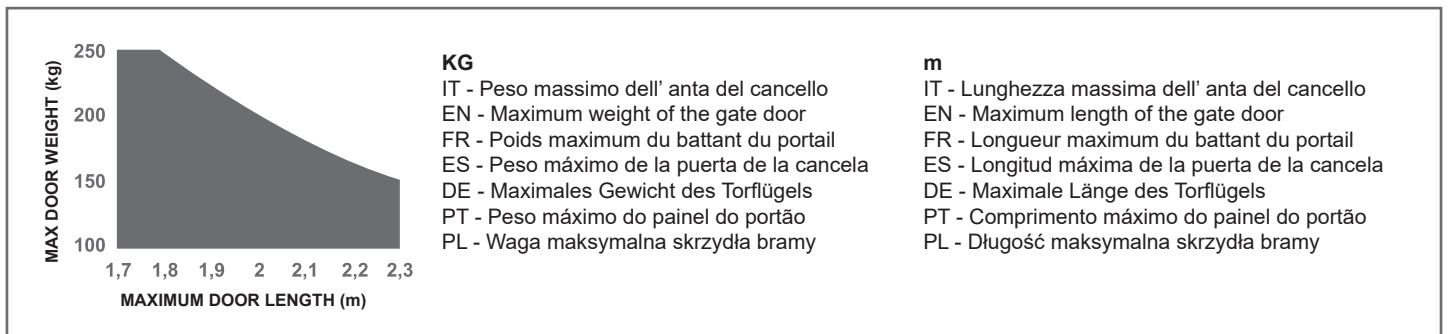 250
200
150
100
MAX DOOR WEIGHT (kg)
1,7 1,8 1,9 2 2,1 2,2 2,3
MAXIMUM DOOR LENGTH (m)
KG
IT - Peso massimo dell' anta del cancello
EN - Maximum weight of the gate door
FR - Poids maximum du battant du portail
ES - Peso máximo de la puerta de la cancela
DE - Maximales Gewicht des Torflügels
PT - Peso máximo do painel do portão
PL - Waga maksymalna skrzydła bramy
m
IT - Lunghezza massima dell' anta del cancello
EN - Maximum length of the gate door
FR - Longueur maximum du battant du portail
ES - Longitud máxima de la puerta de la cancela
DE - Maximale Länge des Torflügels
PT - Comprimento máximo do painel do portão
PL - Długość maksymalna skrzydła bramy